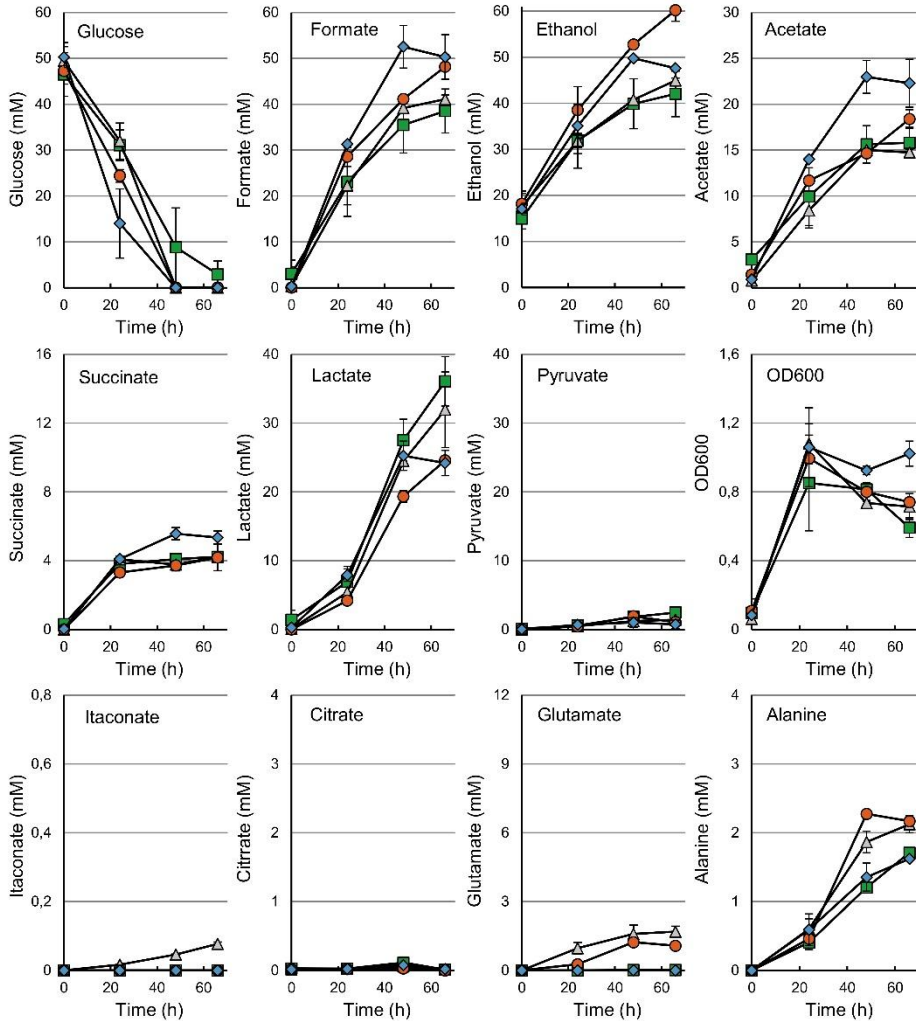 Glucose
Glucose (mM)
60
50
40
30
20
10
0
0 20 40 60
Time (h)
Formate
Formate (mM)
60
50
40
30
20
10
0
0 20 40 60
Time (h)
Ethanol
Ethanol (mM)
60
50
40
30
20
10
0
0 20 40 60
Time (h)
Acetate
Acetate (mM)
30
25
20
15
10
5
0
0 20 40 60
Time (h)
Succinate
Succinate (mM)
16
12
8
4
0
0 20 40 60
Time (h)
Lactate
Lactate (mM)
40
30
20
10
0
0 20 40 60
Time (h)
Pyruvate
Pyruvate (mM)
40
30
20
10
0
0 20 40 60
Time (h)
OD600
OD600
1,6
1,2
0,8
0,4
0
0 20 40 60
Time (h)
Itaconate
Itaconate (mM)
0,8
0,6
0,4
0,2
0
0 20 40 60
Time (h)
Citrate
Citrrate (mM)
4
3
2
1
0
0 20 40 60
Time (h)
Glutamate
Glutamate (mM)
12
9
6
3
0
0 20 40 60
Time (h)
Alanine
Alanine (mM)
4
3
2
1
0
0 20 40 60
Time (h)